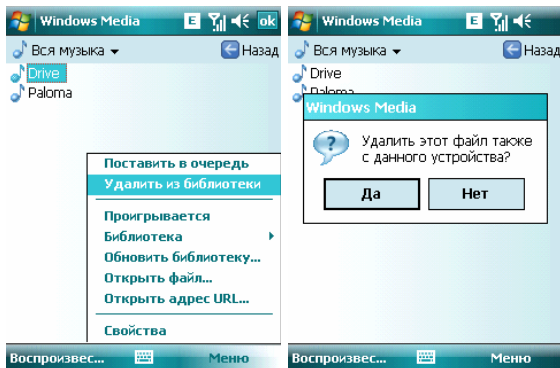 Windows Media E ok
Вся музыка Назад
Drive
Paloma
Поставить в очередь
Удалить из библиотеки
Проигрывается
Библиотека
Обновить библиотеку...
Открыть файл...
Открыть адрес URL...
Свойства
Воспроизвес... Меню
Windows Media E
Вся музыка Назад
Drive
Paloma
Windows Media
Удалить этот файл также
с данного устройства?
Да Нет
Воспроизвес... Меню